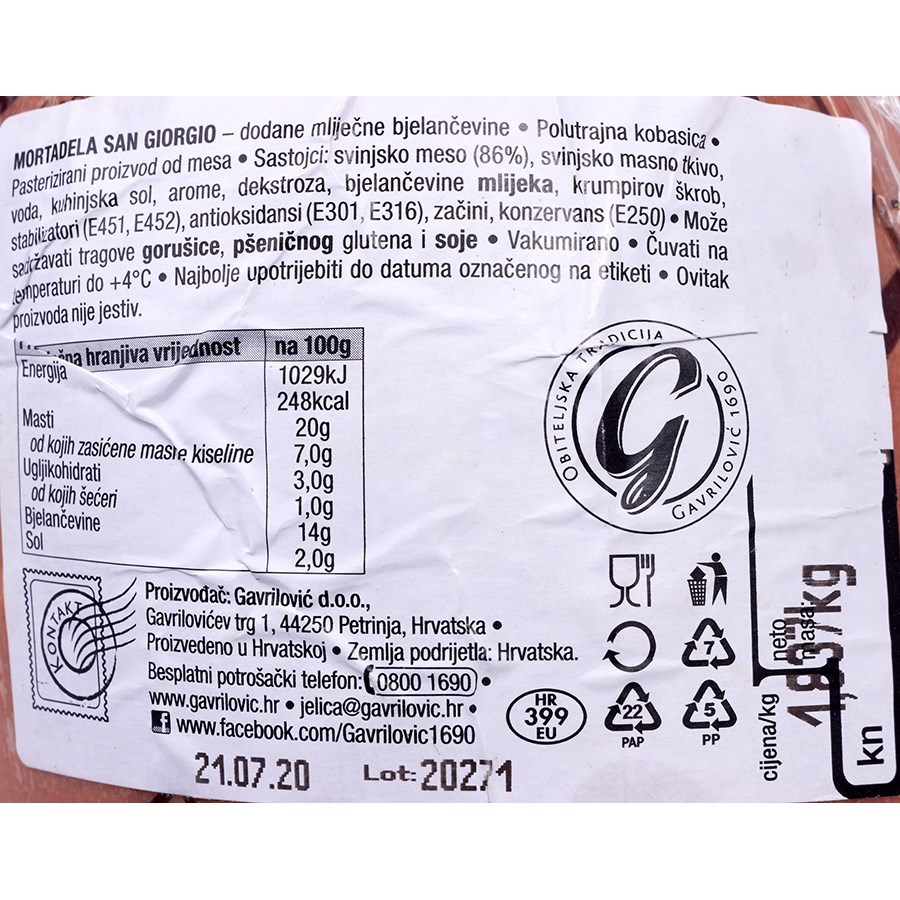 MORTADELA SAN GIORGIO – dodane mliječne bjelančevine • Polutrajna kobasica •
Pasterizirani proizvod od mesa • Sastojci: svinjsko meso (86%), svinjsko masno tkivo,
voda, kuhinjska sol, arome, dekstroza, bjelančevine mlijeka, krumpirov škrob,
stabilizatori (E451, E452), antioksidansi (E301, E316), začini, konzervans (E250) • Može
sadržavati tragove gorušice, pšeničnog glutena i soje • Vakumirano • Čuvati na
temperaturi do +4°C • Najbolje upotrijebiti do datuma označenog na etiketi • Ovitak
proizvoda nije jestiv.
hranjiva vrijednost na 100g
Energija 1029kJ
248kcal
Masti 20g
od kojih zasićene masne kiseline 7,0g
Ugljikohidrati 3,0g
od kojih šećeri 1,0g
Bjelančevine 14g
Sol 2,0g
OBITELJSKA TRADICIJA
G
GAVRILOVIĆ 1690
KONTAKT
Proizvođač: Gavrilović d.o.o.,
Gavrilovićev trg 1, 44250 Petrinja, Hrvatska •
Proizvedeno u Hrvatskoj • Zemlja podrijetla: Hrvatska.
Besplatni potrošački telefon: 0800 1690 •
www.gavrilovic.hr • jelica@gavrilovic.hr •
f www.facebook.com/Gavrilovic1690
21.07.20 Lot: 20271
HR
399
EU
7
22
PAP
5
PP
cijena/kg
neto
masa:
kg
kn